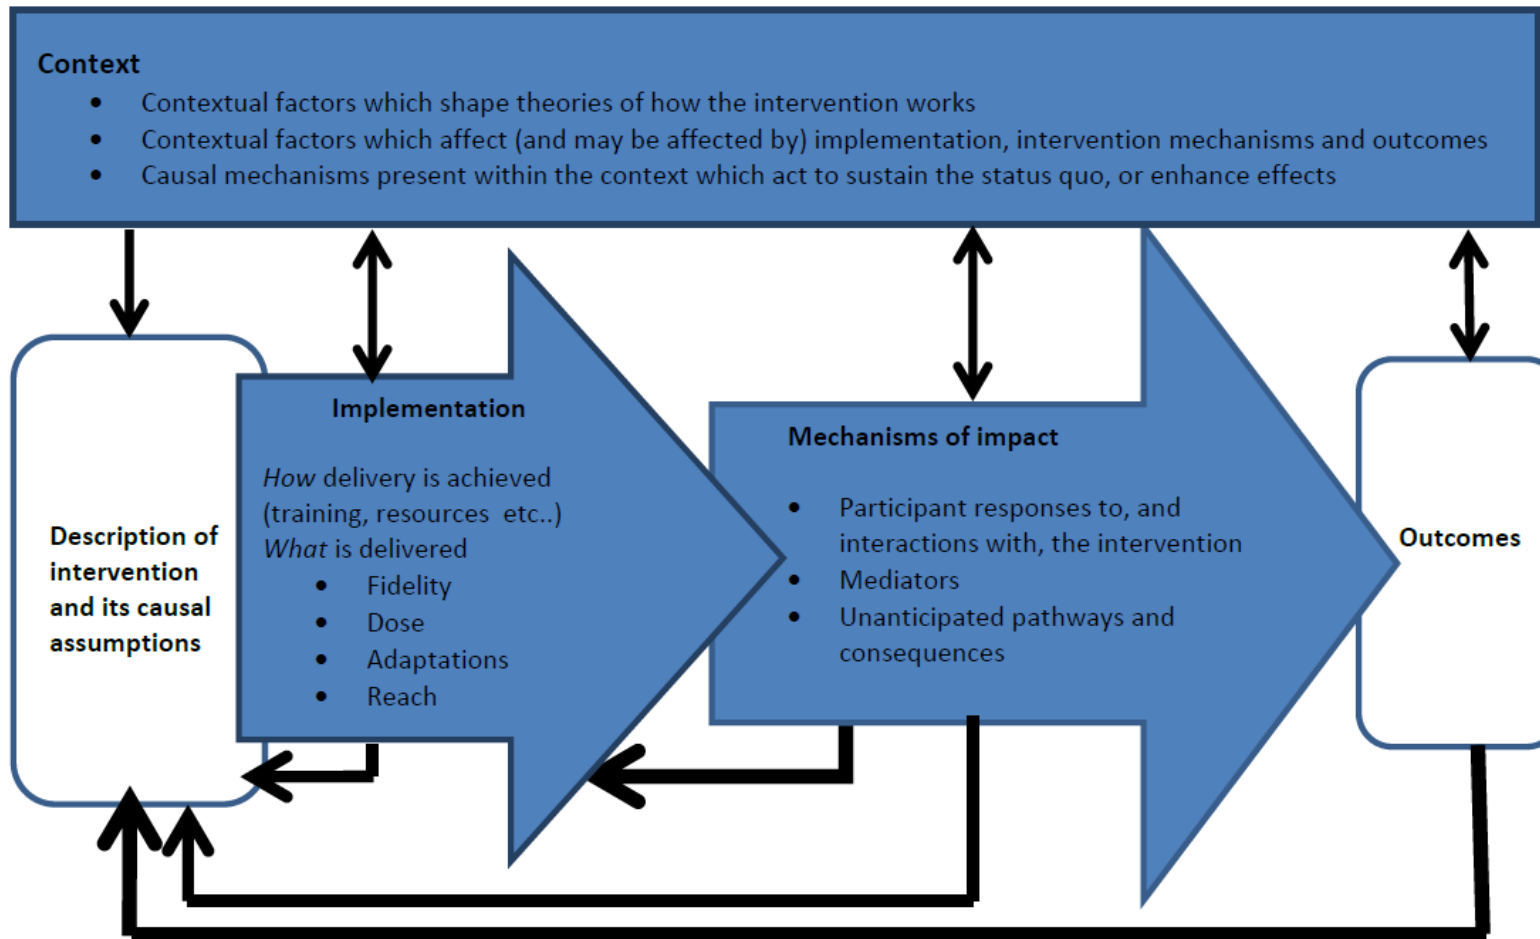 Context
• Contextual factors which shape theories of how the intervention works
• Contextual factors which affect (and may be affected by) implementation, intervention mechanisms and outcomes
• Causal mechanisms present within the context which act to sustain the status quo, or enhance effects
Description of
intervention
and its causal
assumptions
Implementation
How delivery is achieved
(training, resources etc..)
What is delivered
• Fidelity
• Dose
• Adaptations
• Reach
Mechanisms of impact
• Participant responses to, and
interactions with, the intervention
• Mediators
• Unanticipated pathways and
consequences
Outcomes